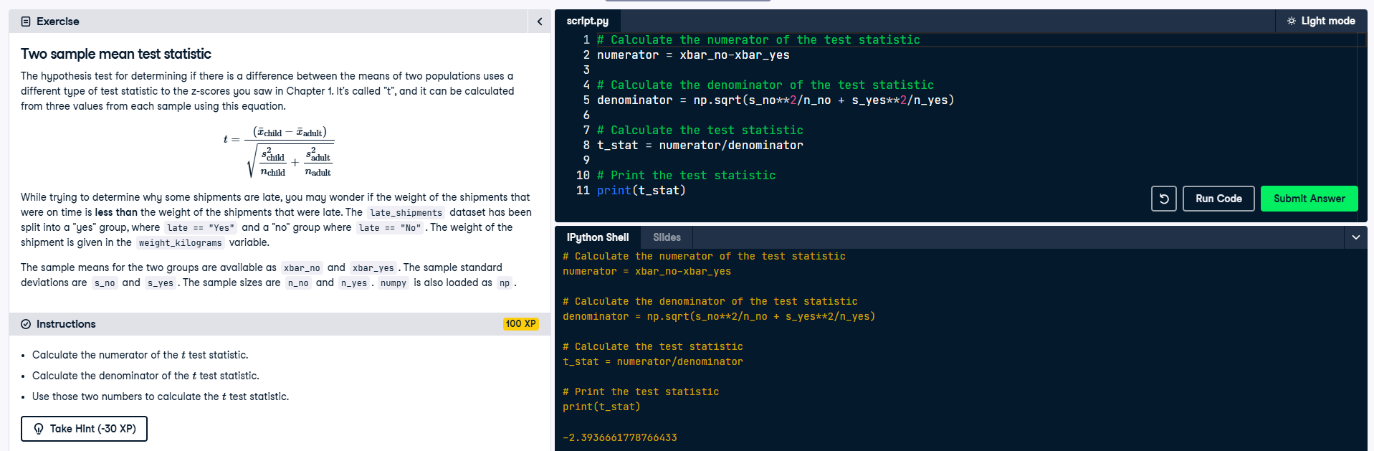 Exercise
Two sample mean test statistic
The hypothesis test for determining if there is a difference between the means of two populations uses a
different type of test statistic to the z-scores you saw in Chapter 1. It's called "t", and it can be calculated
from three values from each sample using this equation.
t = (x̄child − x̄adult) / √(s²child/nchild + s²adult/nadult)
While trying to determine why some shipments are late, you may wonder if the weight of the shipments that
were on time is less than the weight of the shipments that were late. The late_shipments dataset has been
split into a "yes" group, where late == "Yes" and a "no" group where late == "No". The weight of the
shipment is given in the weight_kilograms variable.
The sample means for the two groups are available as xbar_no and xbar_yes. The sample standard
deviations are s_no and s_yes. The sample sizes are n_no and n_yes. numpy is also loaded as np.
Instructions
100 XP
Calculate the numerator of the t test statistic.
Calculate the denominator of the t test statistic.
Use those two numbers to calculate the t test statistic.
Take Hint (-30 XP)
script.py
Light mode
1 # Calculate the numerator of the test statistic
2 numerator = xbar_no-xbar_yes
3
4 # Calculate the denominator of the test statistic
5 denominator = np.sqrt(s_no**2/n_no + s_yes**2/n_yes)
6
7 # Calculate the test statistic
8 t_stat = numerator/denominator
9
10 # Print the test statistic
11 print(t_stat)
Run Code
Submit Answer
IPython Shell
Slides
# Calculate the numerator of the test statistic
numerator = xbar_no-xbar_yes
# Calculate the denominator of the test statistic
denominator = np.sqrt(s_no**2/n_no + s_yes**2/n_yes)
# Calculate the test statistic
t_stat = numerator/denominator
# Print the test statistic
print(t_stat)
-2.3936661778766433